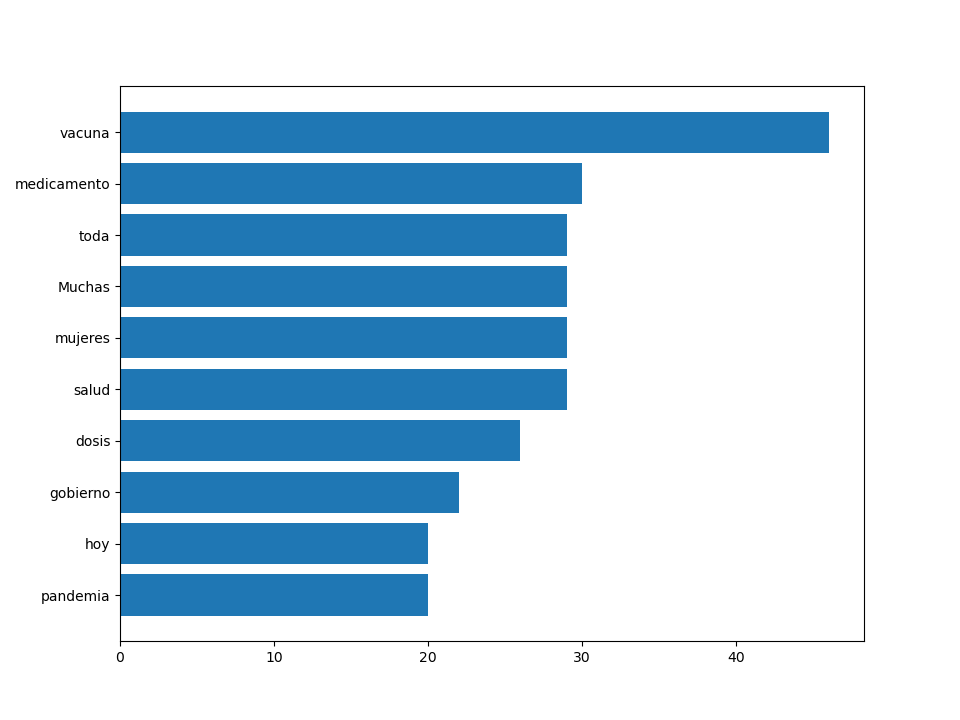 vacuna
medicamento
toda
Muchas
mujeres
salud
dosis
gobierno
hoy
pandemia
0 10 20 30 40